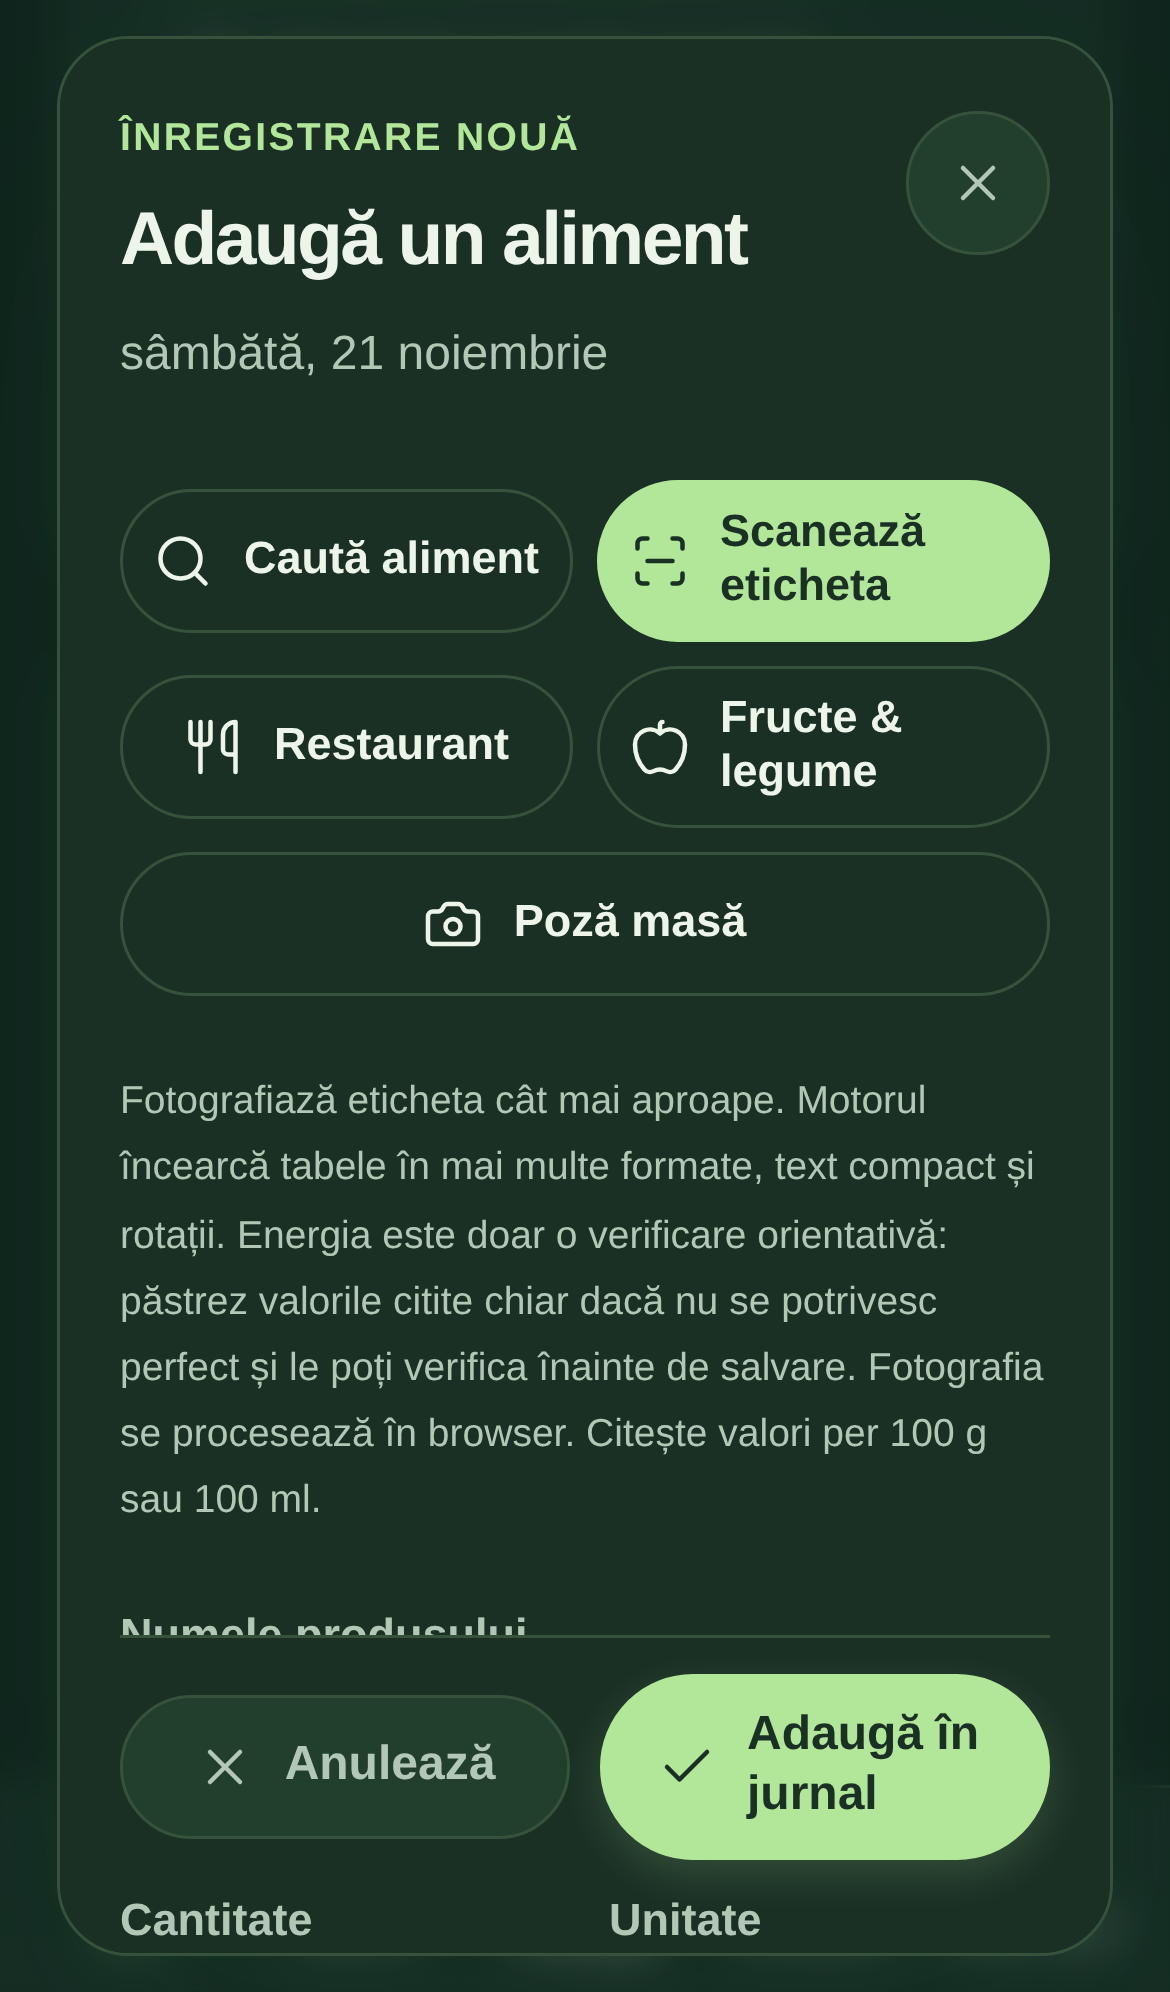 ÎNREGISTRARE NOUĂ
Adaugă un aliment
sâmbătă, 21 noiembrie
Caută aliment
Scanează
eticheta
Restaurant
Fructe &
legume
Poză masă
Fotografiază eticheta cât mai aproape. Motorul
încearcă tabele în mai multe formate, text compact și
rotații. Energia este doar o verificare orientativă:
păstrez valorile citite chiar dacă nu se potrivesc
perfect și le poți verifica înainte de salvare. Fotografia
se procesează în browser. Citește valori per 100 g
sau 100 ml.
Numele produsului
Anulează
Adaugă în
jurnal
Cantitate
Unitate